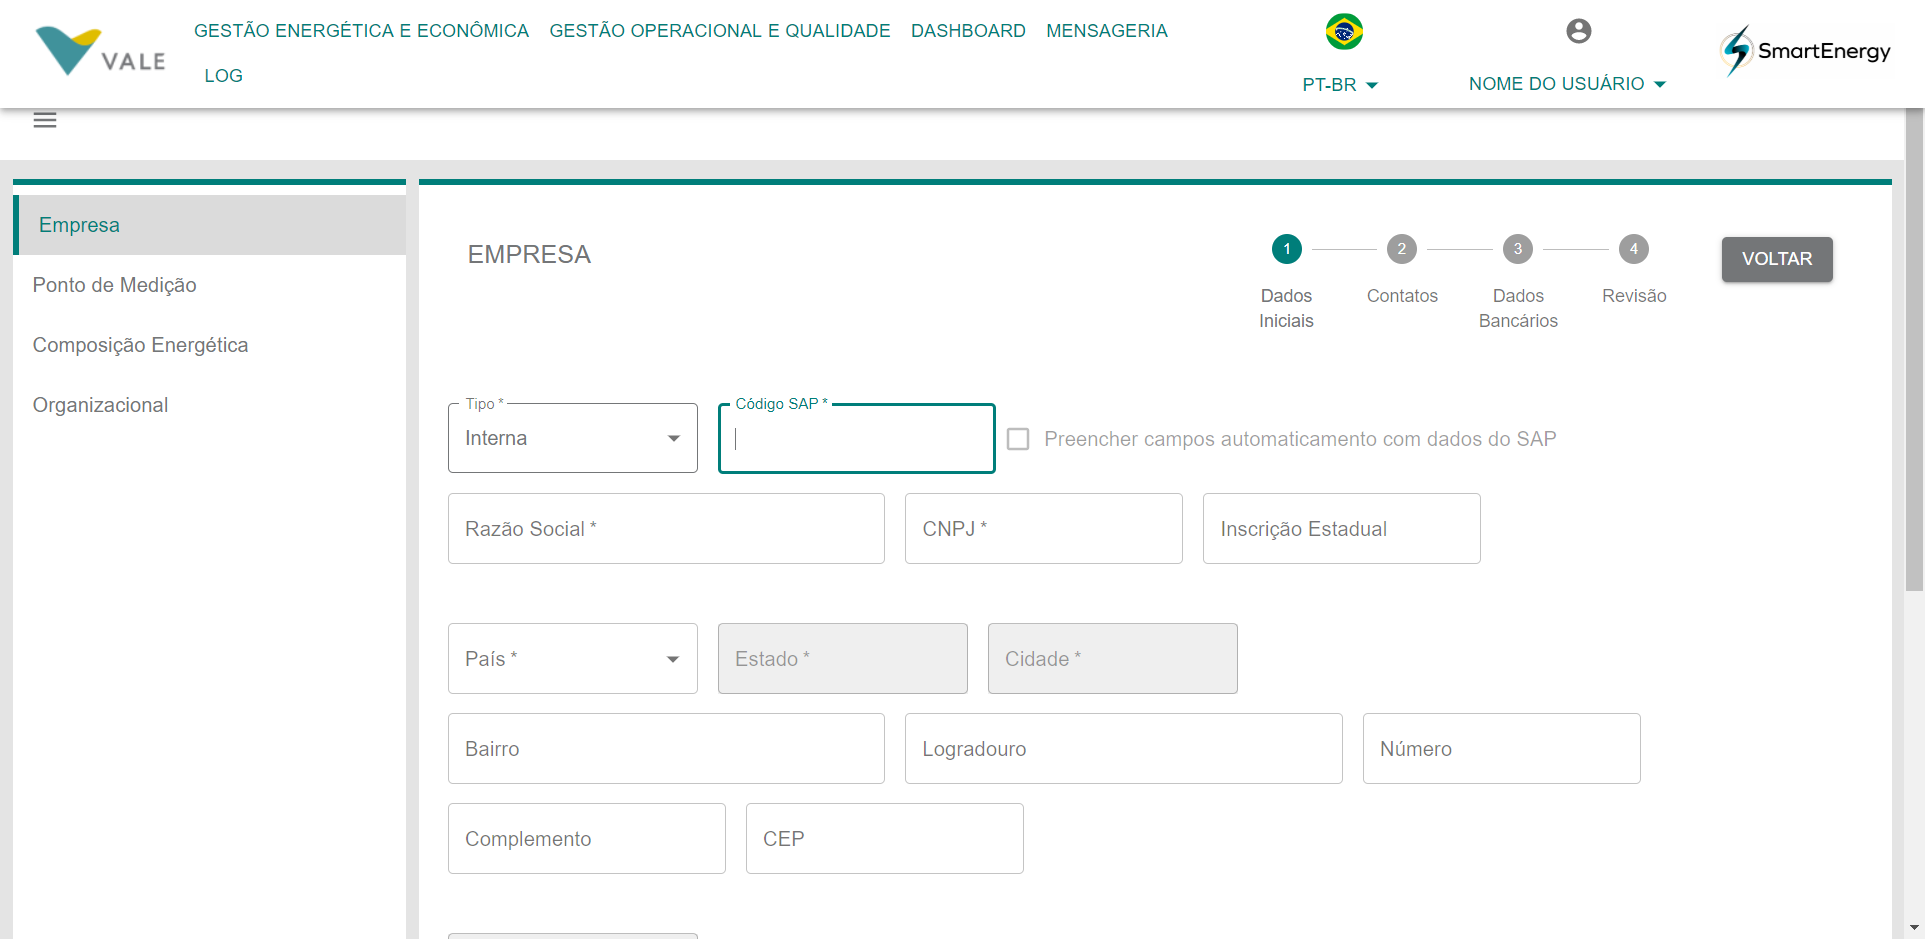 VALE
GESTÃO ENERGÉTICA E ECONÔMICA
GESTÃO OPERACIONAL E QUALIDADE
DASHBOARD
MENSAGERIA
LOG
PT-BR
NOME DO USUÁRIO
SmartEnergy
Empresa
Ponto de Medição
Composição Energética
Organizacional
EMPRESA
1
Dados
Iniciais
2
Contatos
3
Dados
Bancários
4
Revisão
VOLTAR
Tipo *
Interna
Código SAP *
Preencher campos automaticamento com dados do SAP
Razão Social *
CNPJ *
Inscrição Estadual
País *
Estado *
Cidade *
Bairro
Logradouro
Número
Complemento
CEP